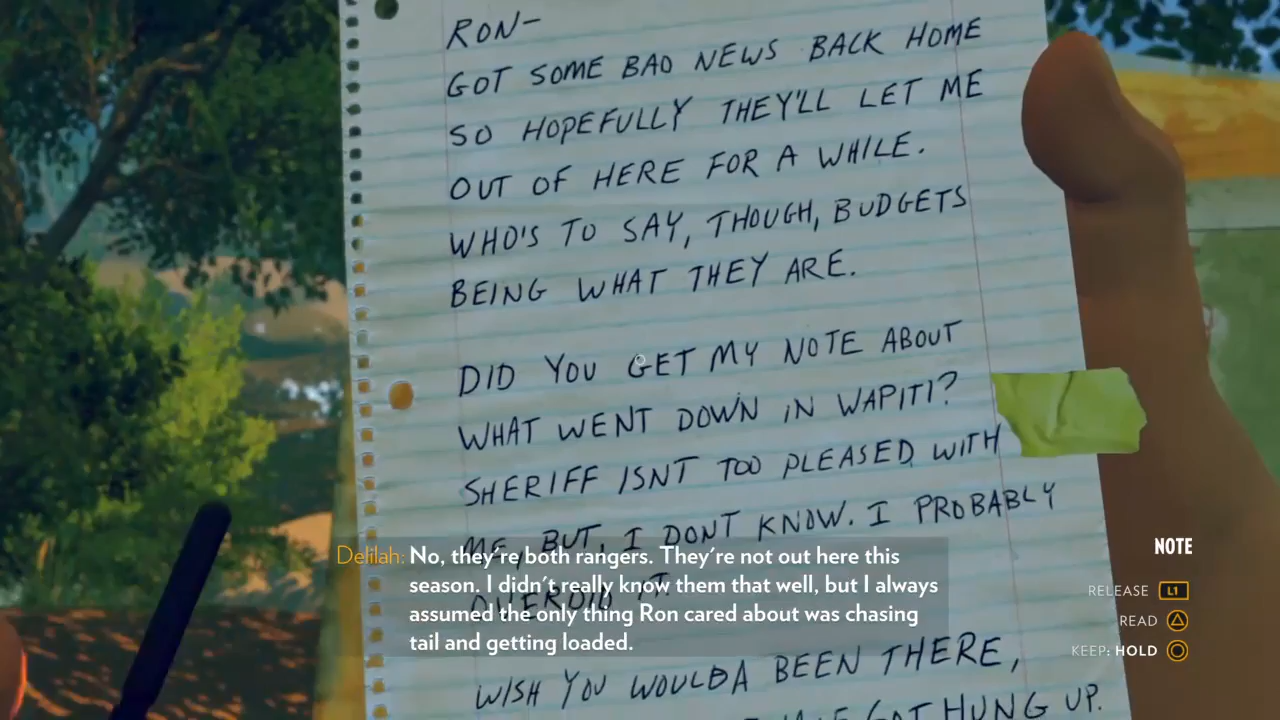 RON-
GOT SOME BAD NEWS BACK HOME
SO HOPEFULLY THEY'LL LET ME
OUT OF HERE FOR A WHILE.
WHO'S TO SAY, THOUGH, BUDGETS
BEING WHAT THEY ARE.
DID YOU GET MY NOTE ABOUT
WHAT WENT DOWN IN WAPITI?
SHERIFF ISNT TOO PLEASED WITH
ME, BUT, I DONT KNOW. I PROBABLY
OVERDID IT.
WISH YOU WOULDA BEEN THERE,
GOT HUNG UP.
Delilah: No, they're both rangers. They're not out here this
season. I didn't really know them that well, but I always
assumed the only thing Ron cared about was chasing
tail and getting loaded.
NOTE
RELEASE L1
READ
KEEP: HOLD